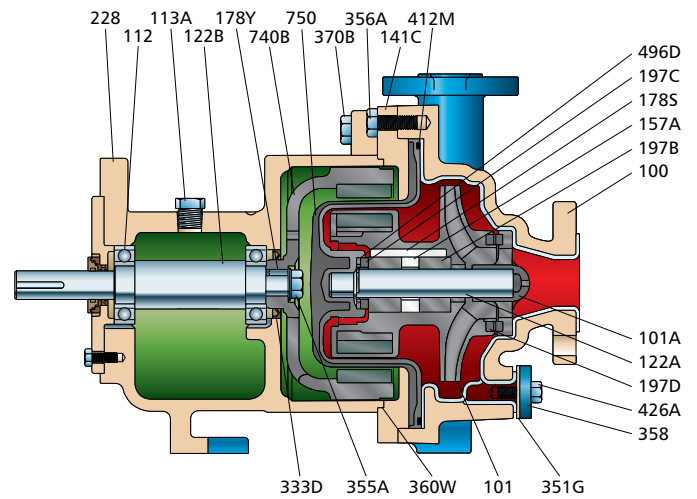 228 113A 178Y 750 356A 412M
112 122B 740B 370B 141C
496D
197C
178S
157A
197B
100
101A
122A
197D
426A
358
333D 355A 360W 101 351G